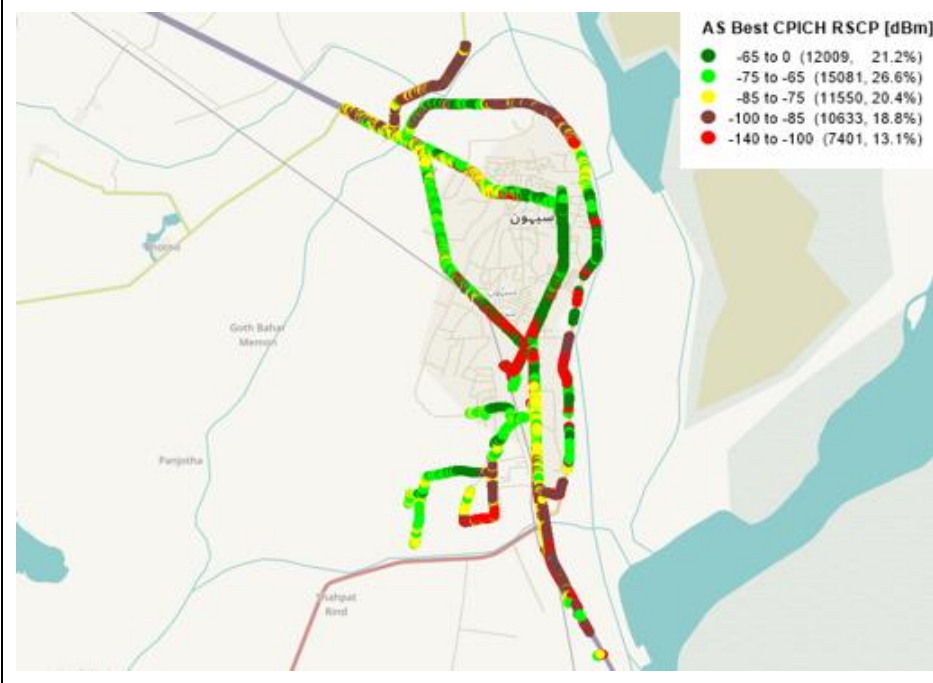 AS Best CPICH RSCP [dBm]
-65 to 0 (12009, 21.2%)
-75 to -65 (15081, 26.6%)
-85 to -75 (11550, 20.4%)
-100 to -85 (10633, 18.8%)
-140 to -100 (7401, 13.1%)
سیہون
Goth Bahar
Memon
Panjotha
Rind